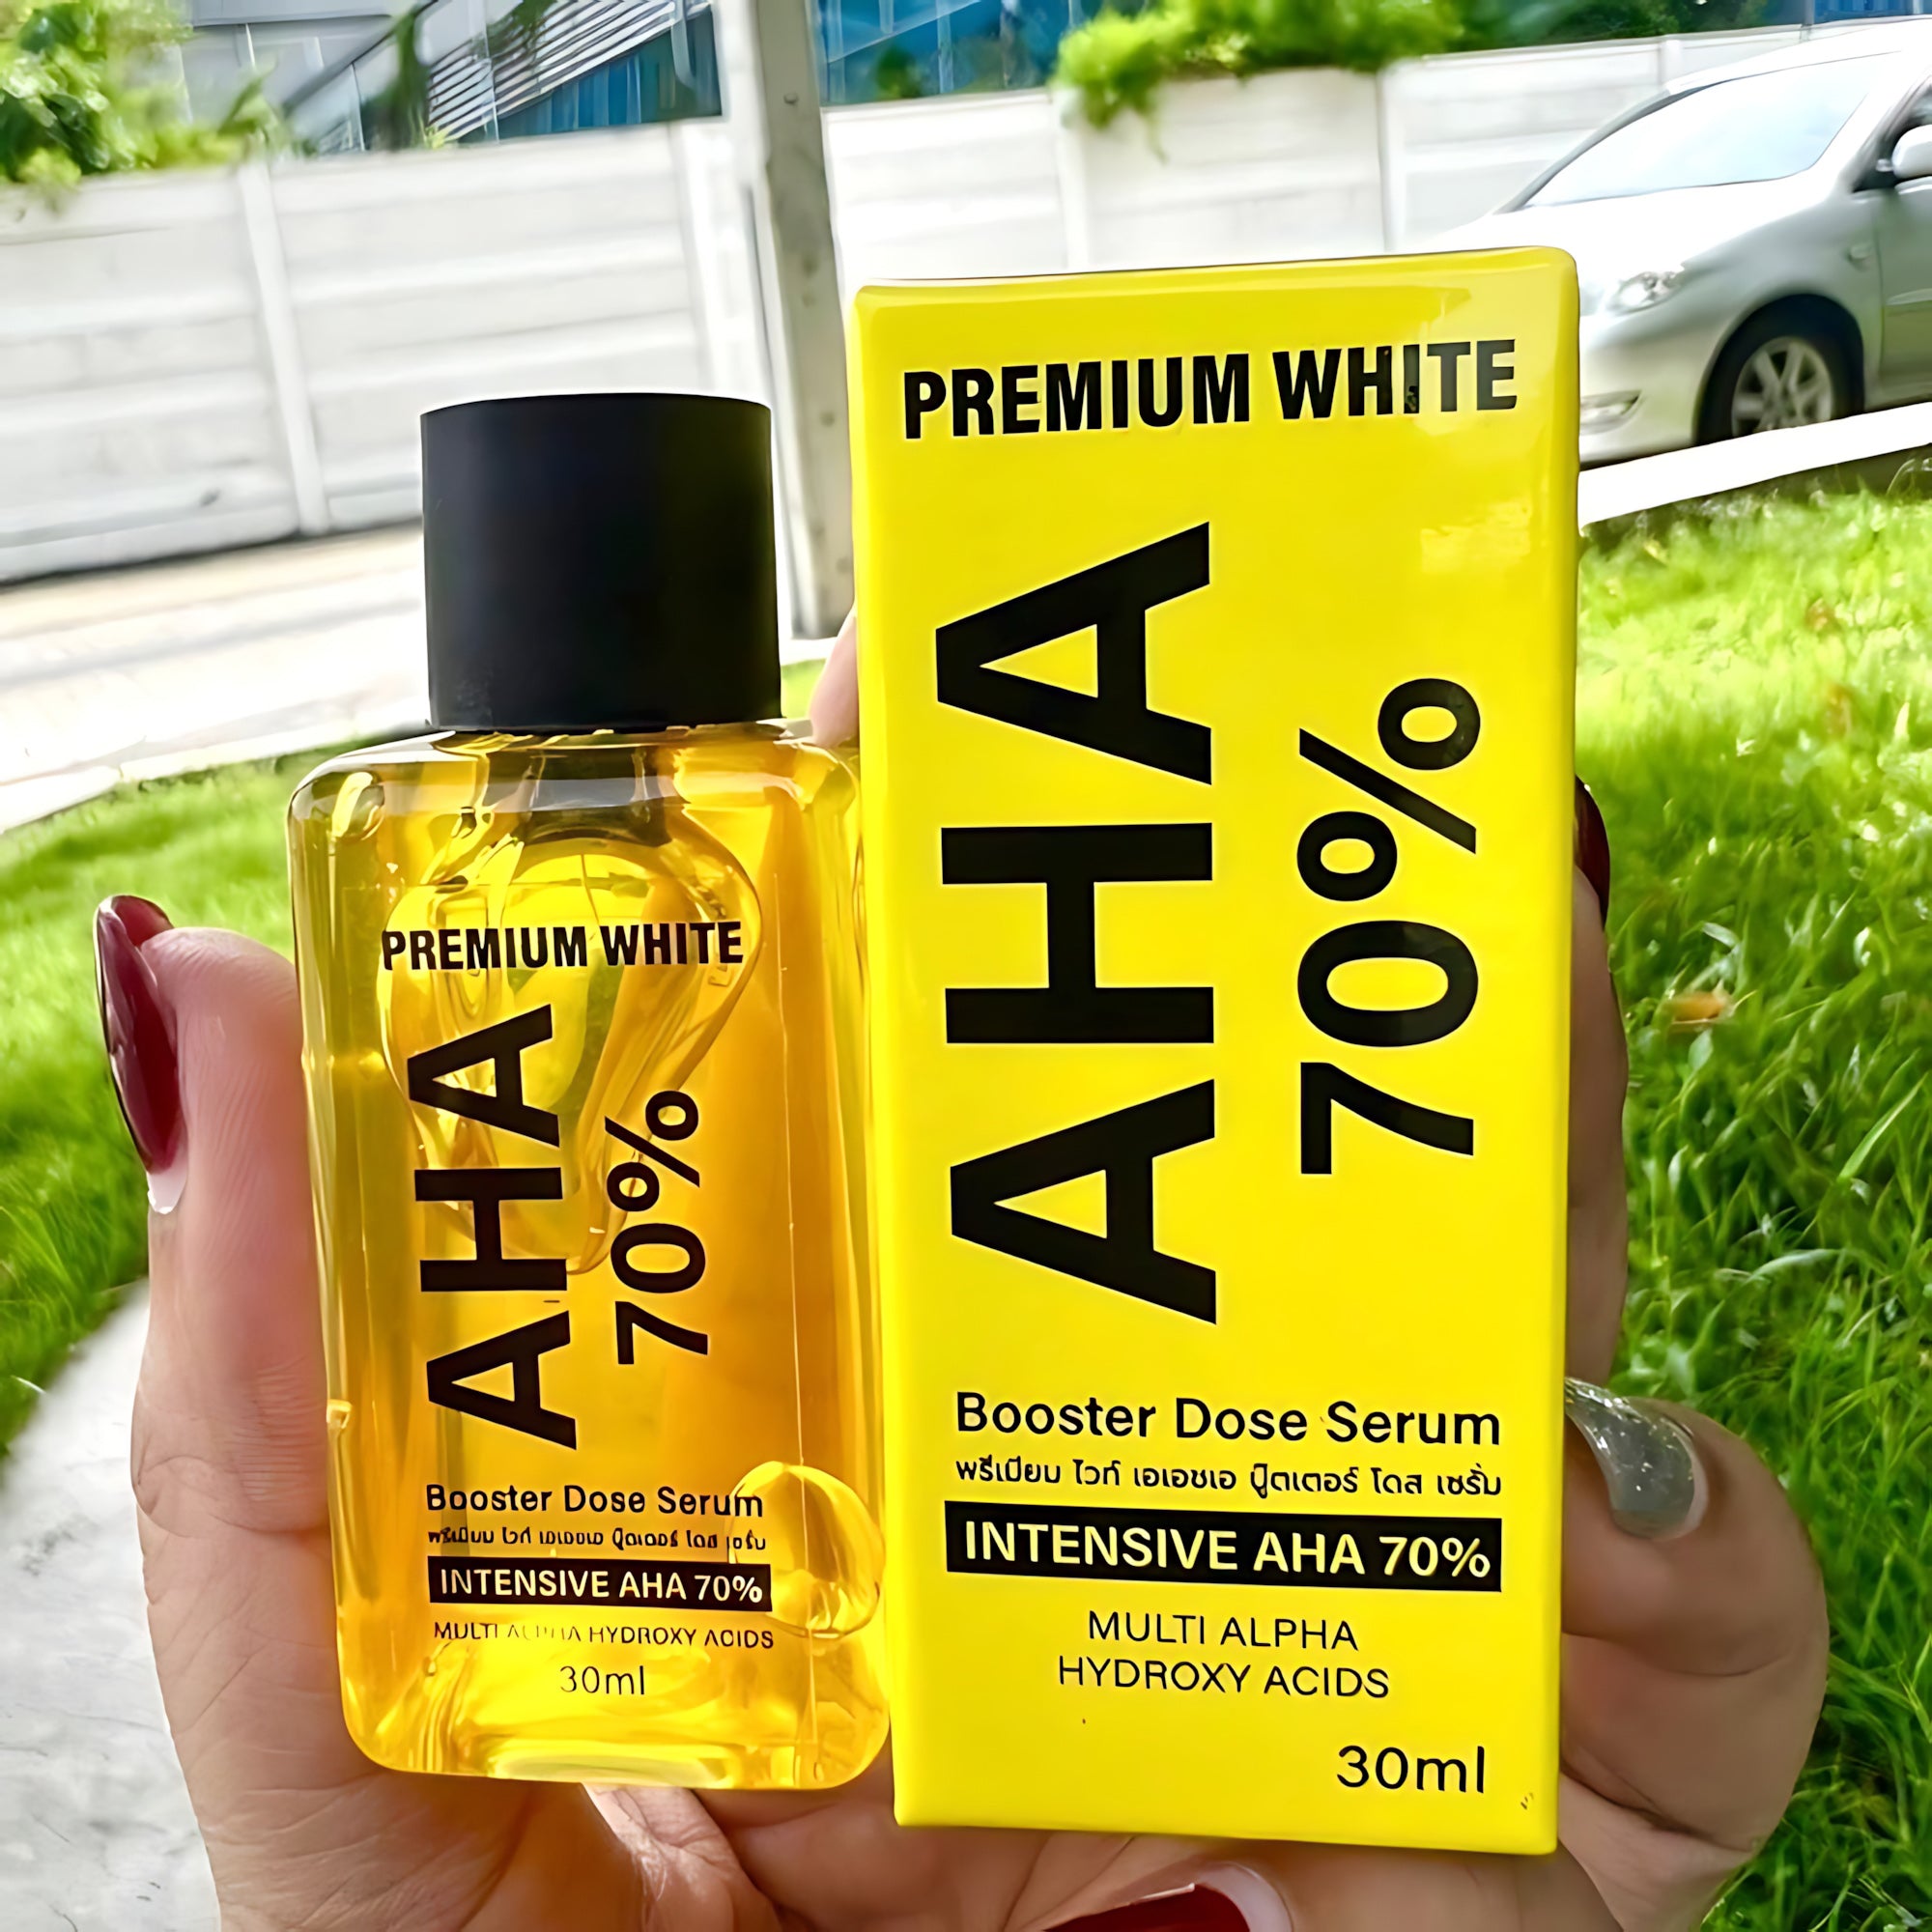 PREMIUM WHITE
AHA
70%
Booster Dose Serum
INTENSIVE AHA 70%
MULTI ALPHA HYDROXY ACIDS
30ml
PREMIUM WHITE
AHA
70%
Booster Dose Serum
พรีเมียม ไวท์ เอเอชเอ บู๊ตเตอร์ โดส เซรั่ม
INTENSIVE AHA 70%
MULTI ALPHA
HYDROXY ACIDS
30ml